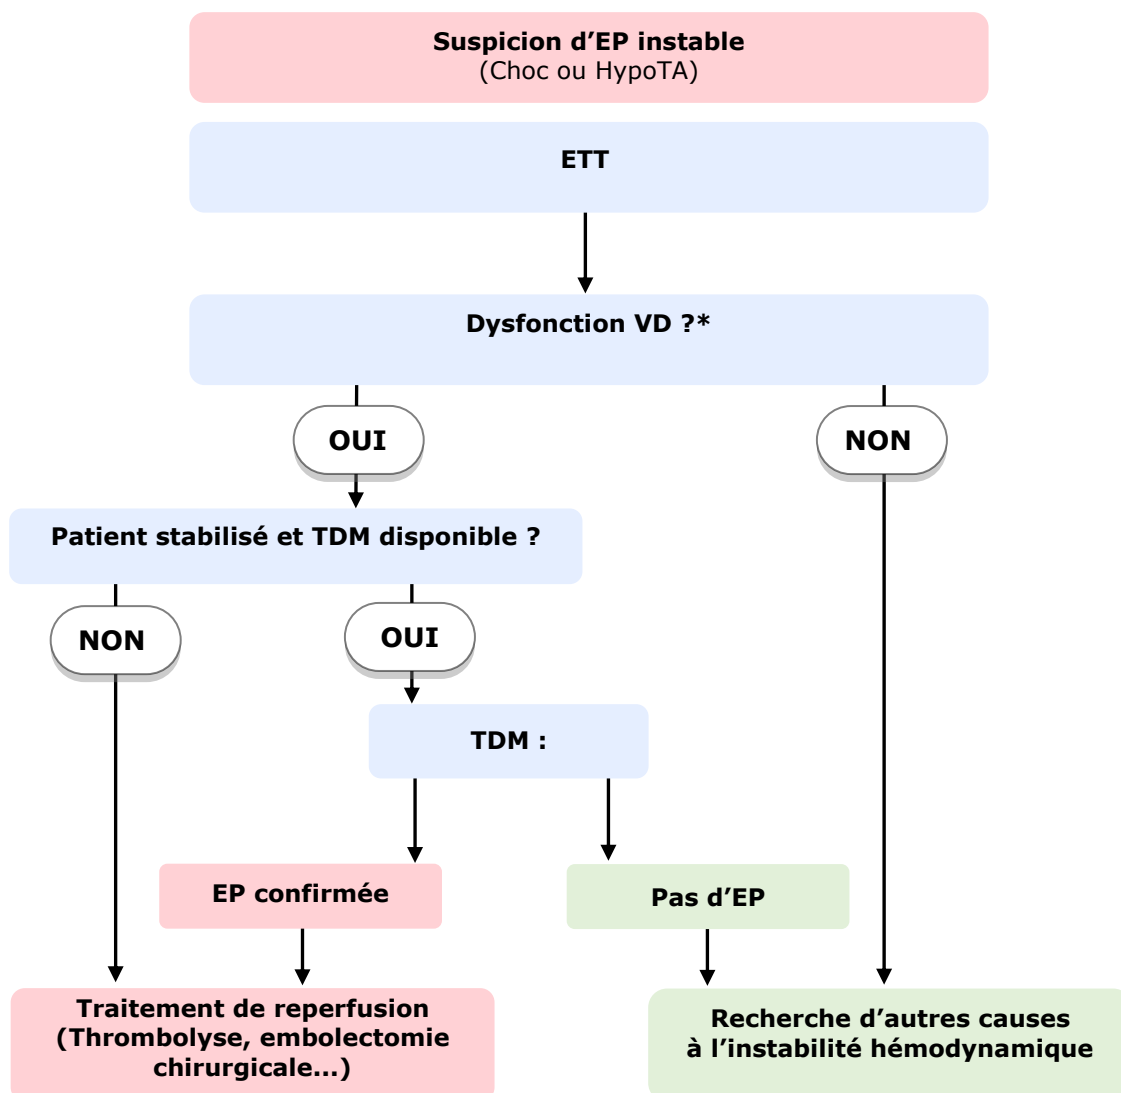 Suspicion d’EP instable
(Choc ou HypoTA)
ETT
Dysfonction VD ?*
OUI
NON
Patient stabilisé et TDM disponible ?
NON
OUI
TDM :
EP confirmée
Pas d’EP
Traitement de reperfusion
(Thrombolyse, embolectomie
chirurgicale...)
Recherche d’autres causes
à l’instabilité hémodynamique